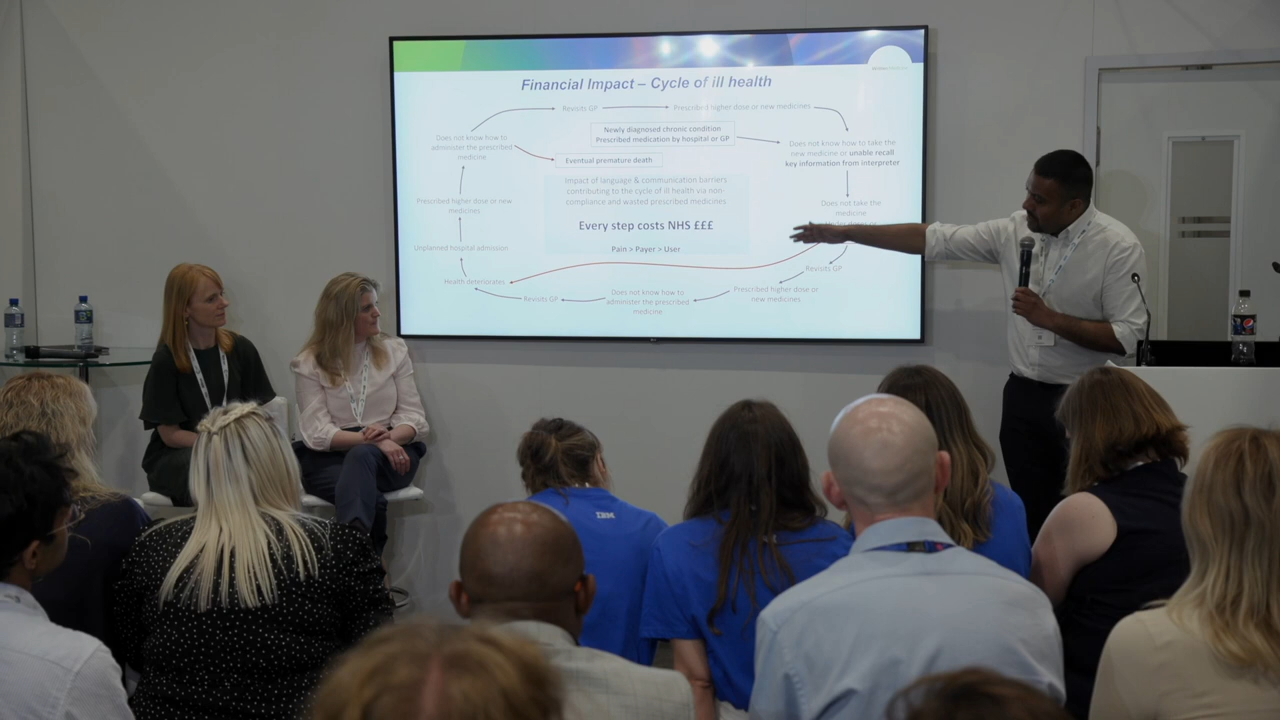 Financial Impact – Cycle of ill health
Revisits GP
Prescribed higher dose or new medicines
Newly diagnosed chronic condition
Prescribed medication by hospital or GP
Does not know how to take the
new medicine or unable recall
key information from interpreter
Does not know how to
administer the prescribed
medicine
Eventual premature death
Impact of language & communication barriers
contributing to the cycle of ill health via non-
compliance and wasted prescribed medicines
Every step costs NHS £££
Pain > Payer > User
Does not take the
medicine
Prescribed higher dose or new
medicines
Unplanned hospital admission
Health deteriorates
Revisits GP
Does not know how to
administer the prescribed
medicine
Prescribed higher dose or
new medicines
Revisits GP
IBM